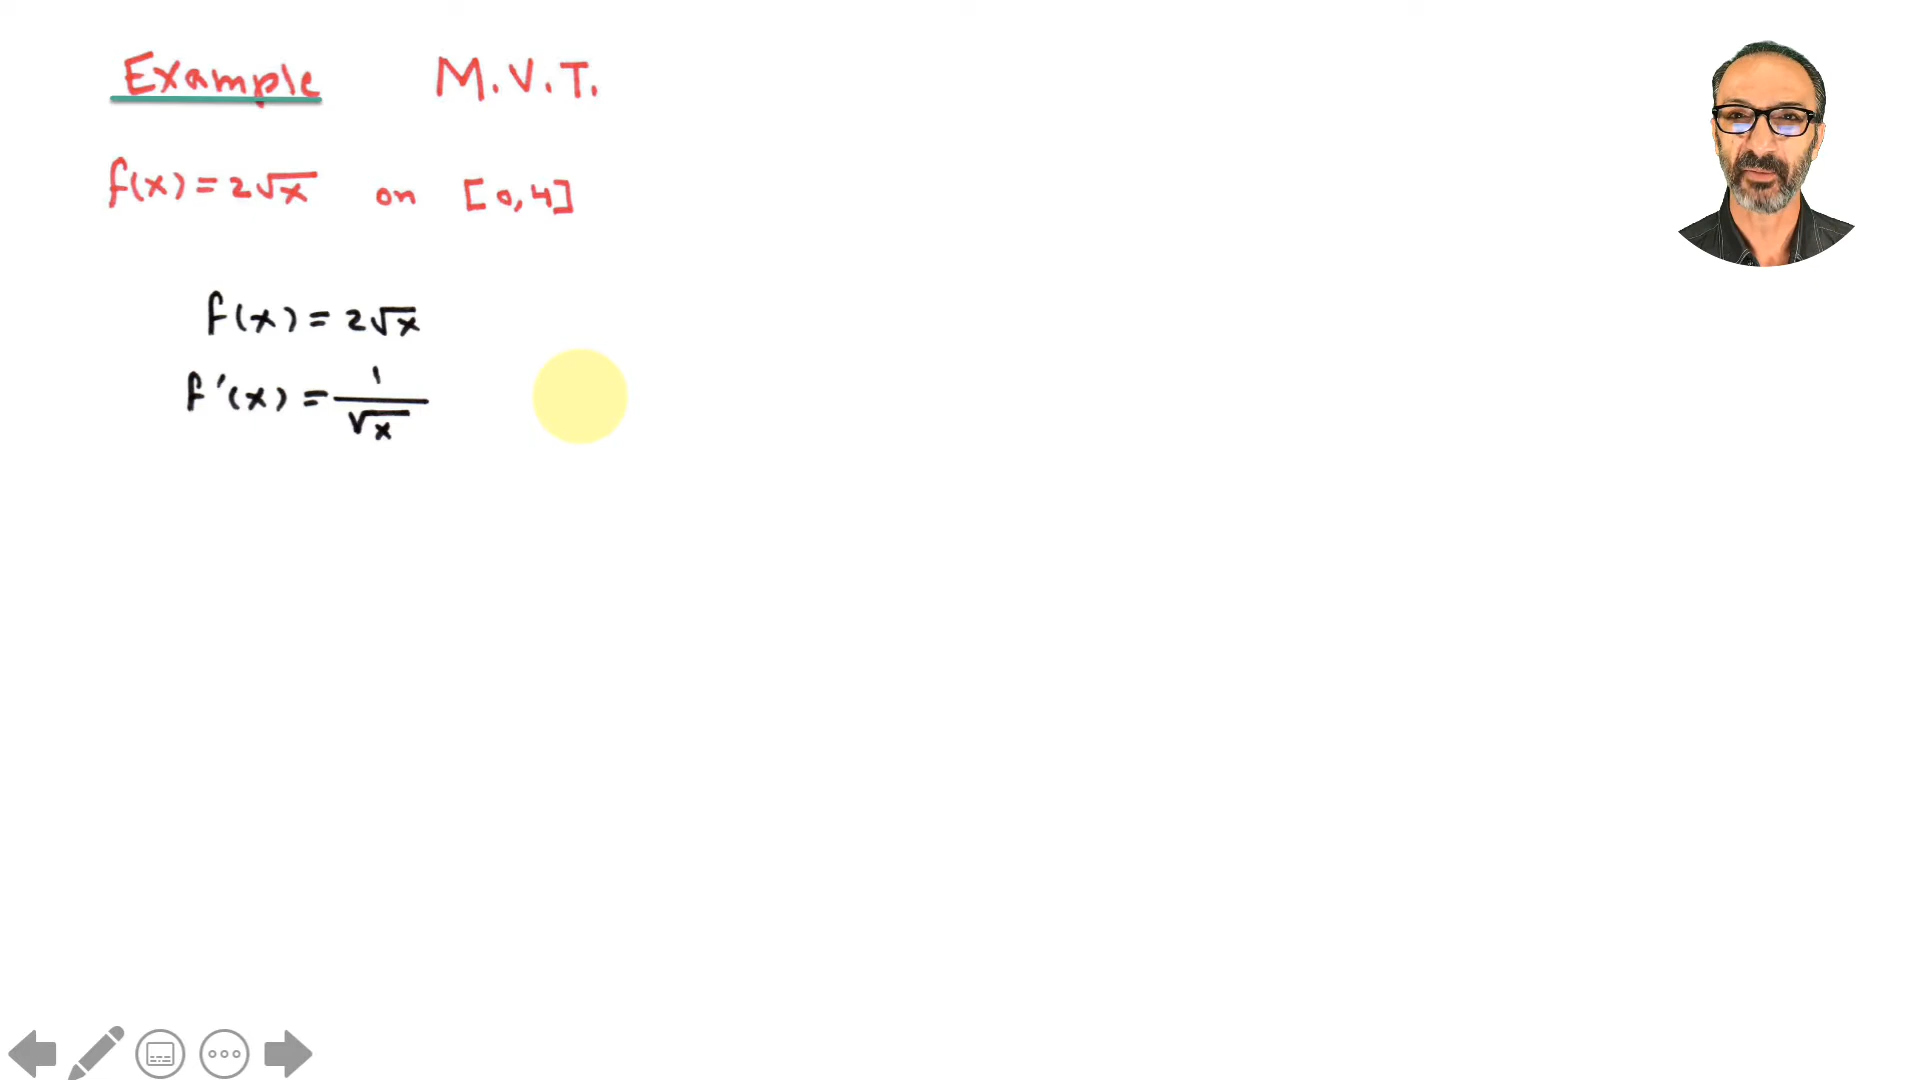 Example M.V.T.
f(x) = 2√x on [0,4]
f(x) = 2√x
f'(x) = 1/√x